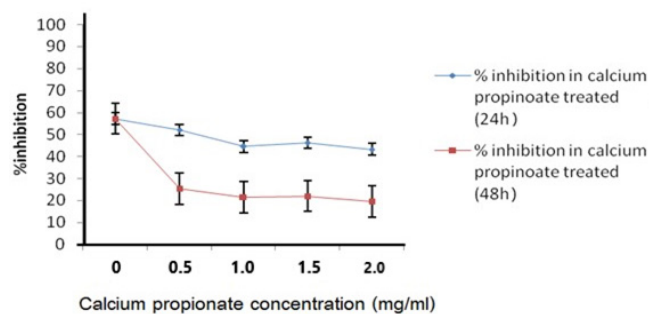 100
90
80
70
60
50
40
30
20
10
0
%inhibition
0 0.5 1.0 1.5 2.0
Calcium propionate concentration (mg/ml)
% inhibition in calcium
propinoate treated
(24h)
% inhibition in calcium
propinoate treated
(48h)